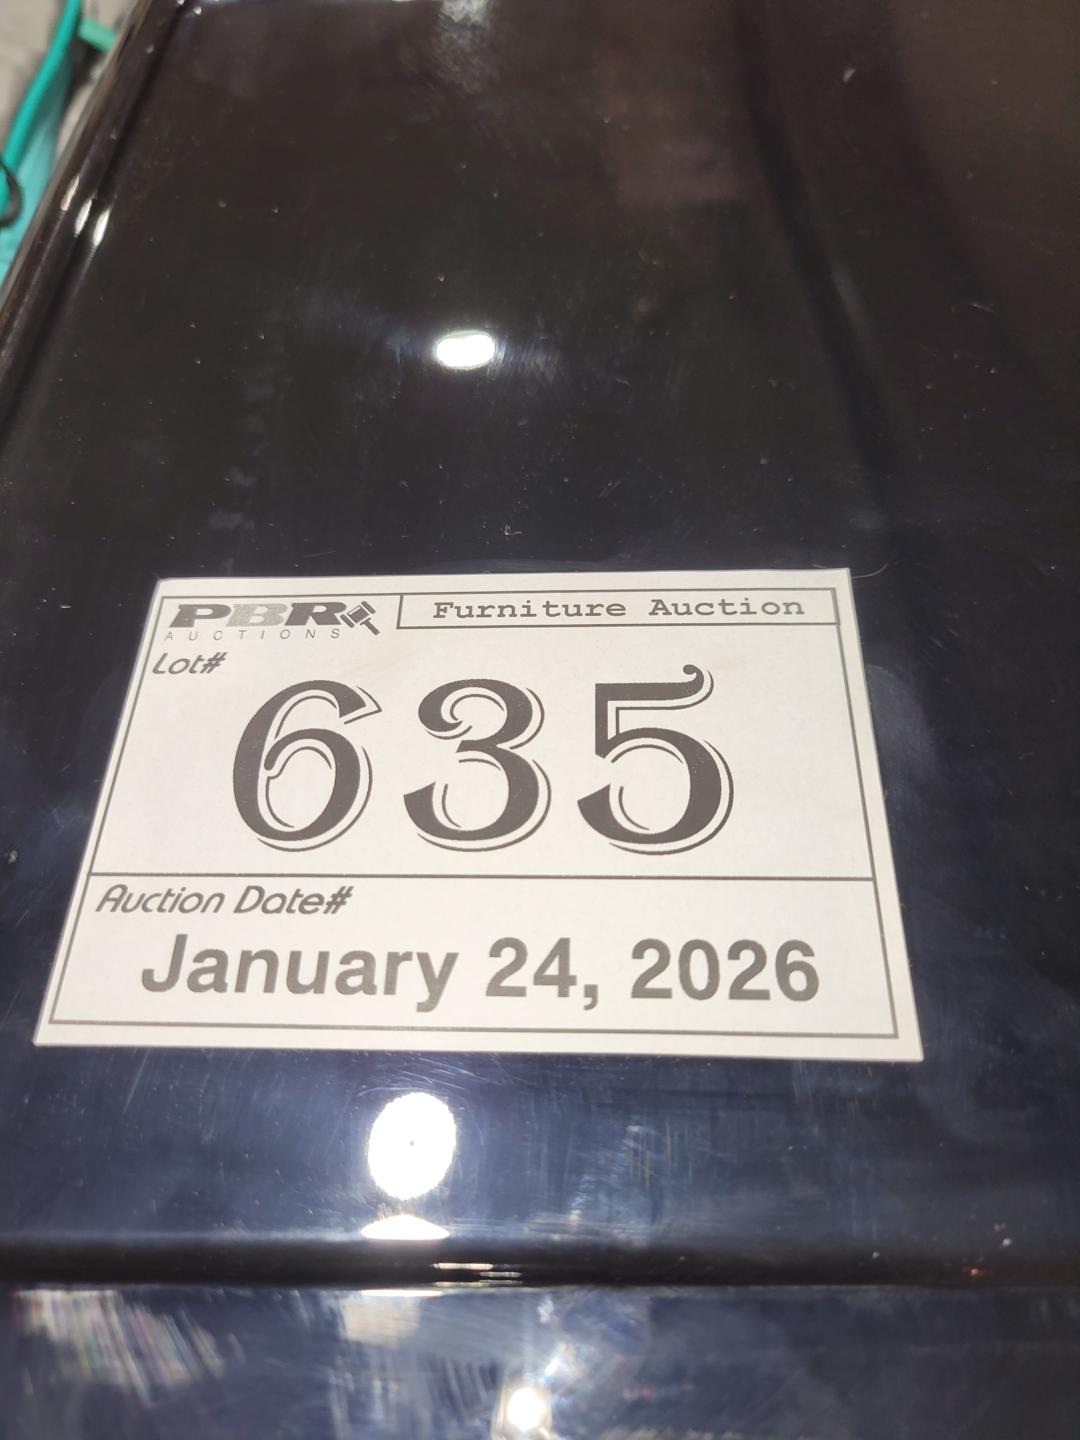 PBR
AUCTIONS
Furniture Auction
Lot#
635
Auction Date#
January 24, 2026